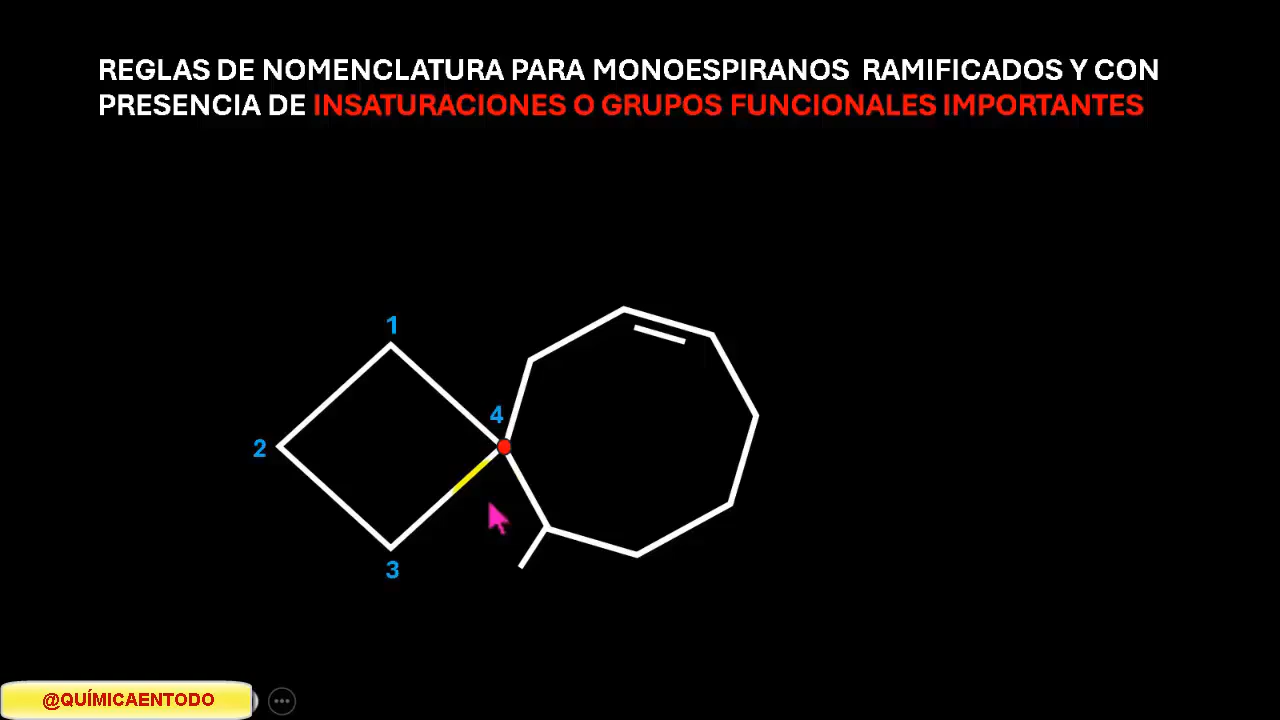 REGLAS DE NOMENCLATURA PARA MONOESPIRANOS RAMIFICADOS Y CON
PRESENCIA DE INSATURACIONES O GRUPOS FUNCIONALES IMPORTANTES
1
4
2
3
@QUÍMICAENTODO